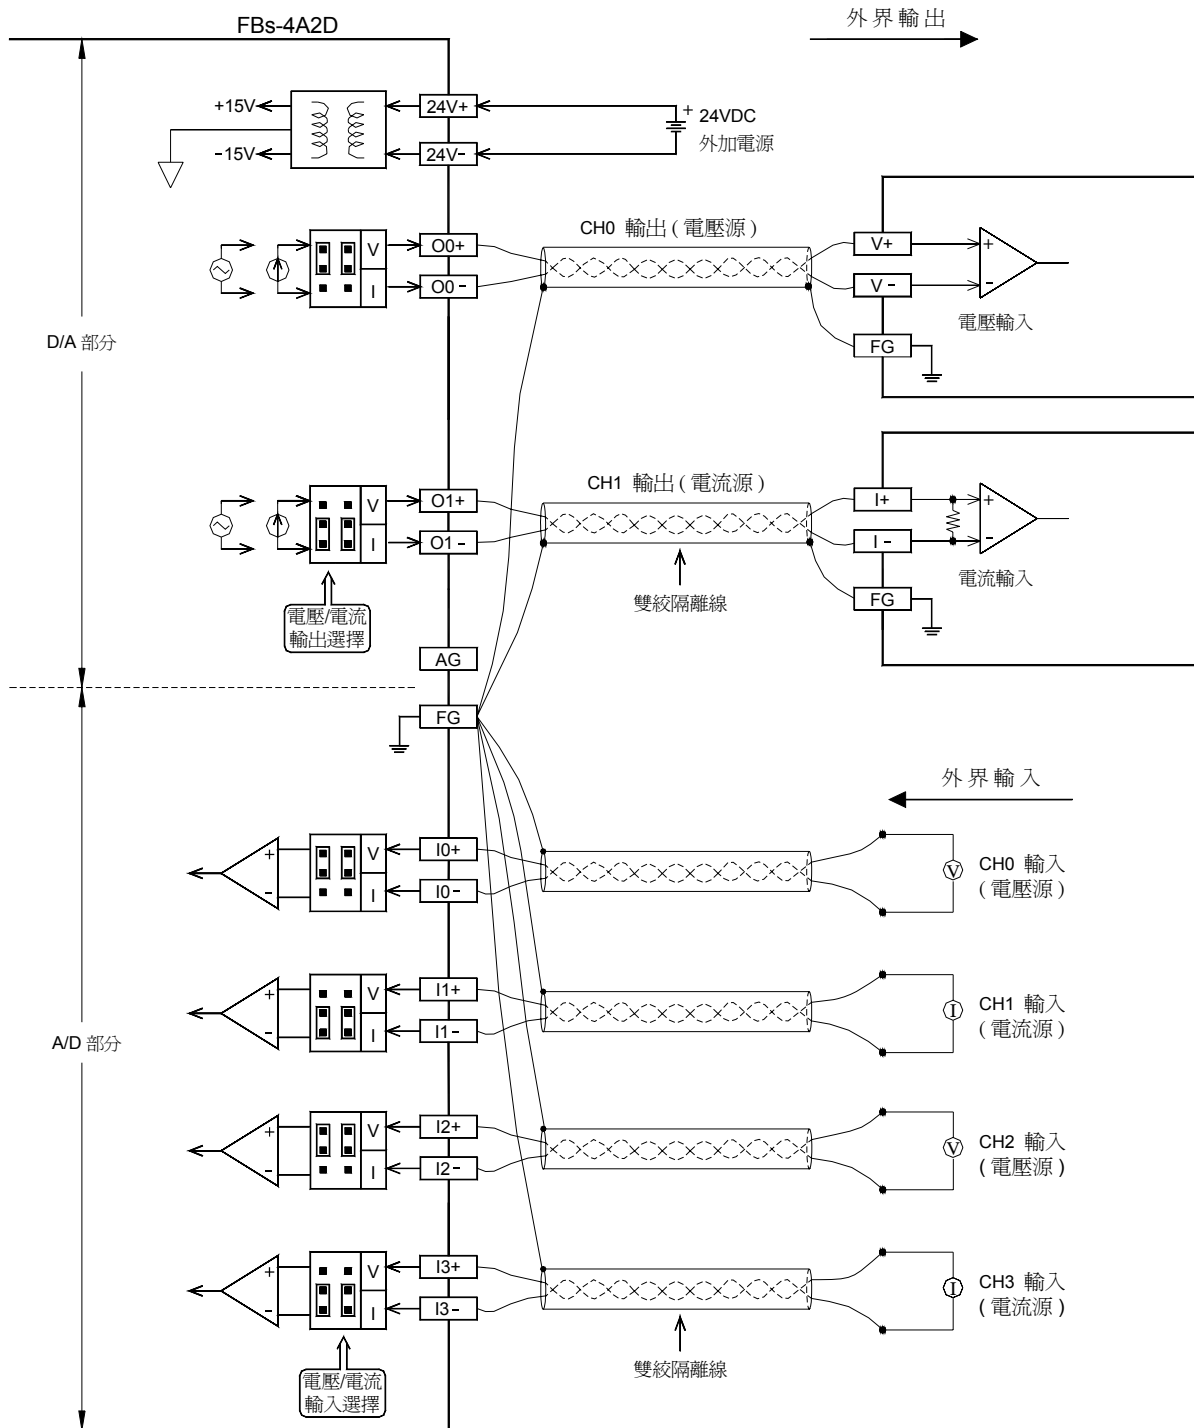 FBs-4A2D
外界輸出
+15V
-15V
24V+
24V-
+ 24VDC
外加電源
CH0 輸出 ( 電壓源 )
V
I
O0+
O0-
V+
V-
FG
+
-
電壓輸入
D/A 部分
CH1 輸出 ( 電流源 )
V
I
O1+
O1-
I+
I-
FG
+
-
電流輸入
雙絞隔離線
電壓/電流
輸出選擇
AG
FG
外界輸入
+
-
V
I
I0+
I0-
V
CH0 輸入
( 電壓源 )
+
-
V
I
I1+
I1-
I
CH1 輸入
( 電流源 )
A/D 部分
+
-
V
I
I2+
I2-
V
CH2 輸入
( 電壓源 )
+
-
V
I
I3+
I3-
I
CH3 輸入
( 電流源 )
雙絞隔離線
電壓/電流
輸入選擇